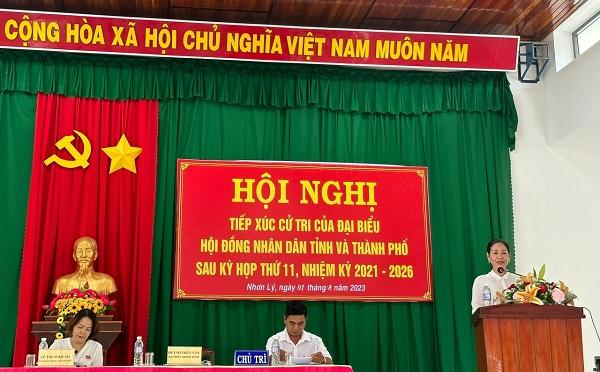 CỘNG HÒA XÃ HỘI CHỦ NGHĨA VIỆT NAM MUÔN NĂM
HỘI NGHỊ
TIẾP XÚC CỬ TRI CỦA ĐẠI BIỂU
HỘI ĐỒNG NHÂN DÂN TỈNH VÀ THÀNH PHỐ
SAU KỲ HỌP THỨ 11, NHIỆM KỲ 2021 - 2026
Nhơn Lý, ngày 01 tháng 8 năm 2023
CHỦ TRÌ